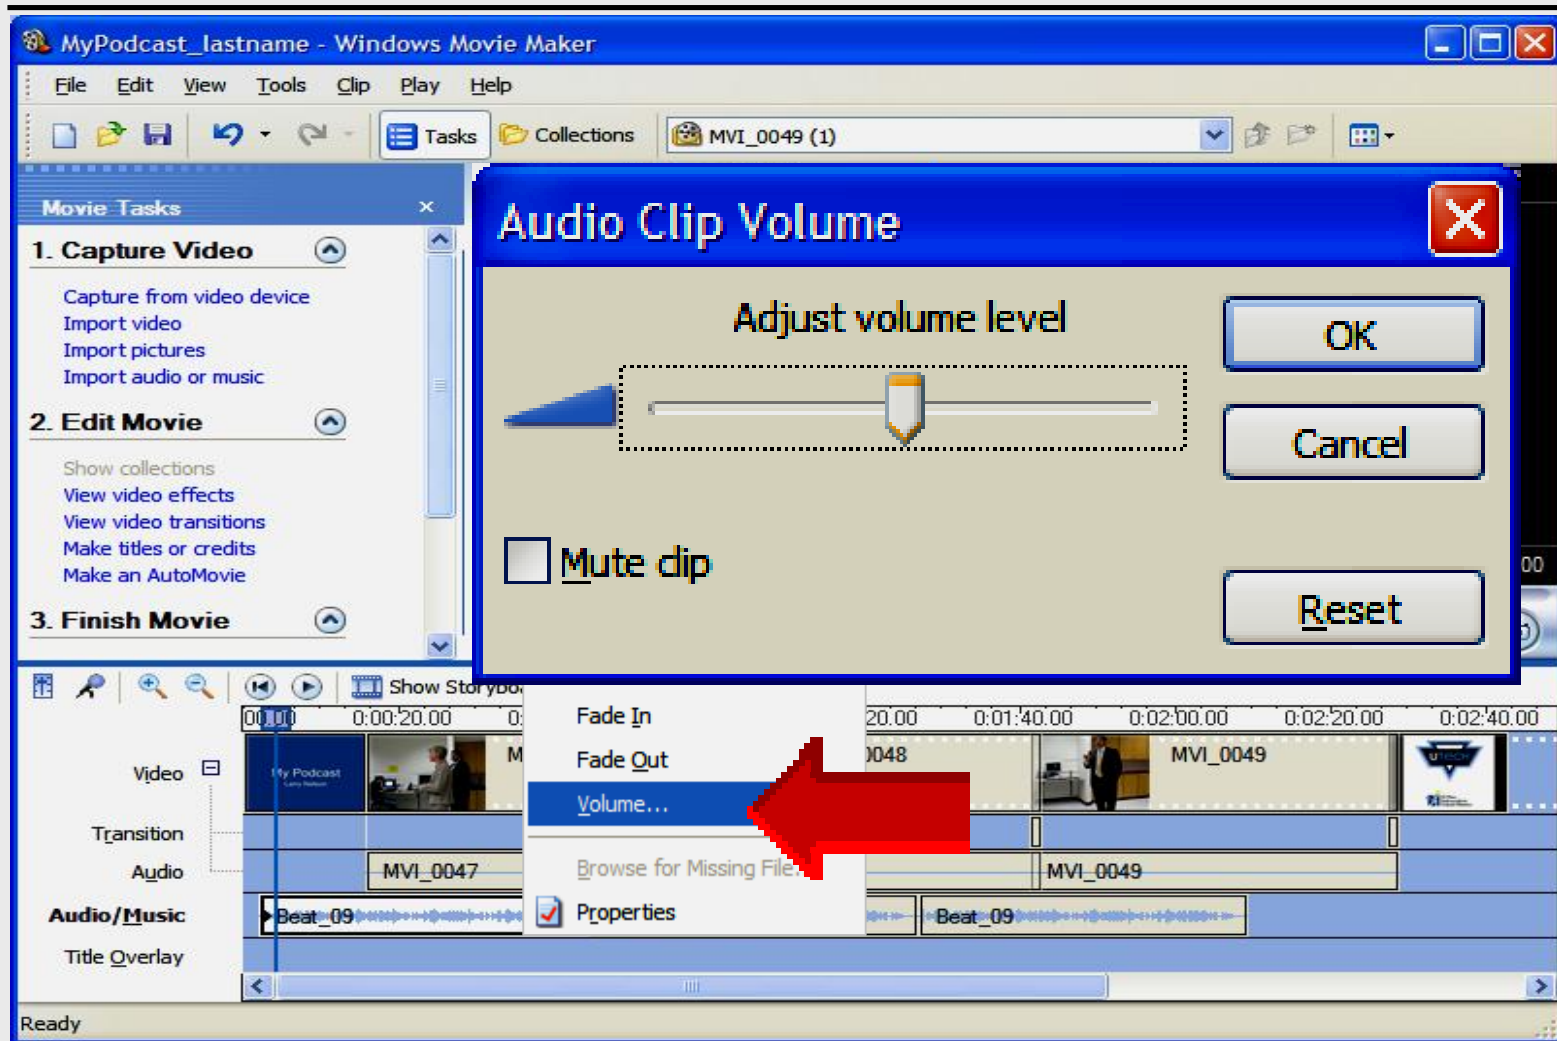 MyPodcast_lastname - Windows Movie Maker
File Edit View Tools Clip Play Help
Tasks Collections MVI_0049 (1)
Movie Tasks
1. Capture Video
Capture from video device
Import video
Import pictures
Import audio or music
2. Edit Movie
Show collections
View video effects
View video transitions
Make titles or credits
Make an AutoMovie
3. Finish Movie
Audio Clip Volume
Adjust volume level
OK
Cancel
Mute clip
Reset
00
Show Storybo
0:00:20.00 20.00 0:01:40.00 0:02:00.00 0:02:20.00 0:02:40.00
Fade In
Fade Out
Volume...
Browse for Missing File
Properties
Video My Podcast M 0048 MVI_0049
Transition
Audio MVI_0047 MVI_0049
Audio/Music Beat_09 Beat_09
Title Overlay
Ready